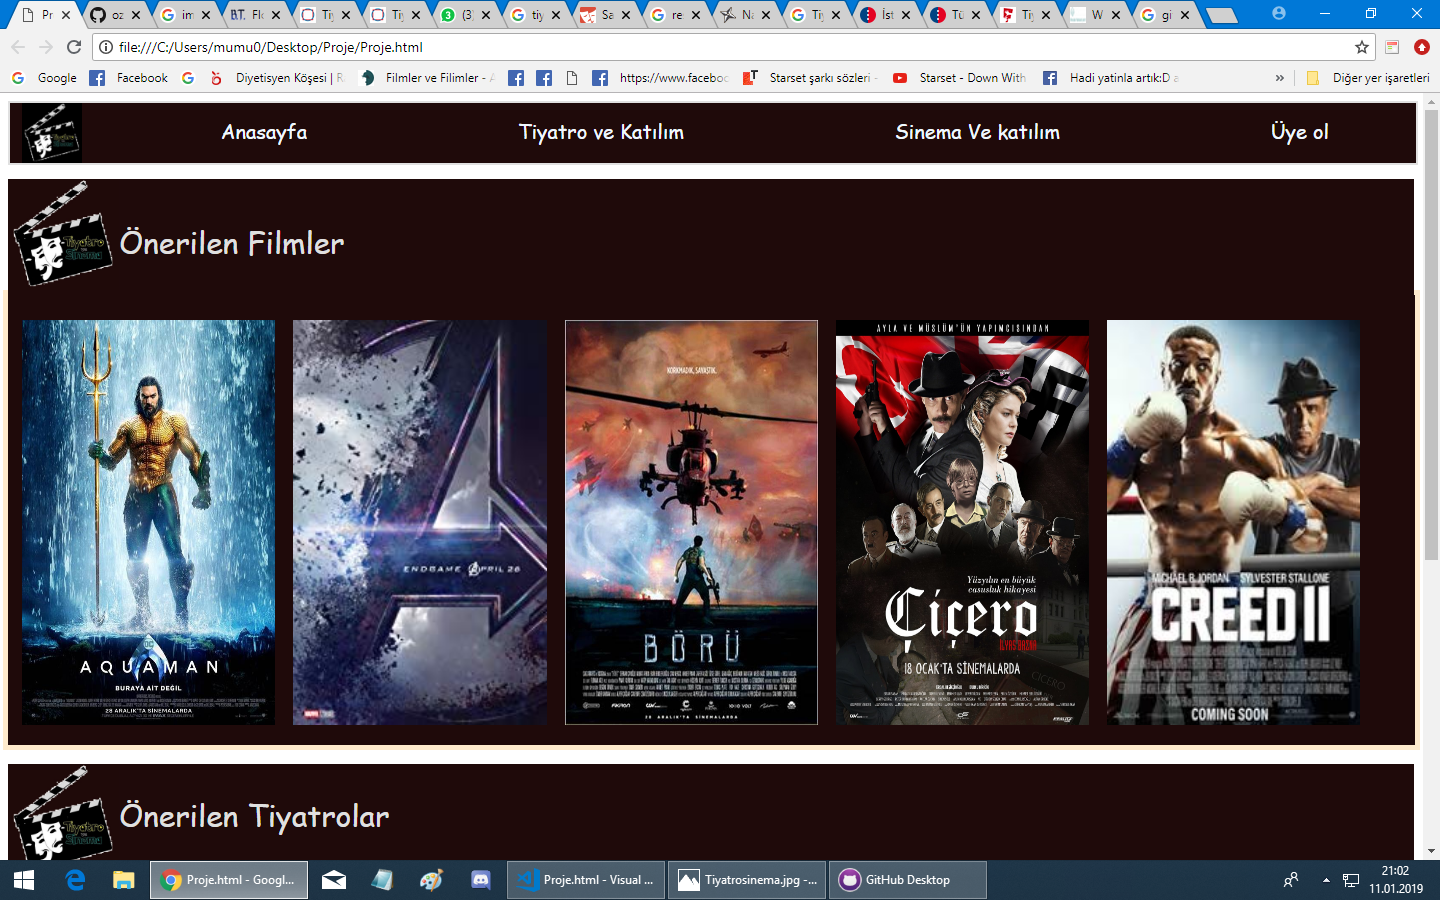 Pr
oz
im
Flo
Tiy
Tiy
(3)
tiy
Sa
re
Na
Tiy
İst
Tü
Tiy
W
gi
file:///C:/Users/mumu0/Desktop/Proje/Proje.html
Google
Facebook
Diyetisyen Köşesi | R
Filmler ve Filimler - A
https://www.faceboo
Starset şarkı sözleri -
Starset - Down With
Hadi yatinla artık:D a
»
Diğer yer işaretleri
Anasayfa
Tiyatro ve Katılım
Sinema Ve katılım
Üye ol
Tiyatro
Sinema
Önerilen Filmler
AQUAMAN
BURAYA AİT DEĞİL
28 ARALIK'TA SİNEMALARDA
ENDGAME APRIL 26
KORKMADIK, SAVAŞTIK.
BÖRÜ
28 ARALIK'TA SİNEMALARDA
AYLA VE MÜSLÜM'ÜN YAPIMCISINDAN
Yüzyılın en büyük
casusluk hikayesi
Çiçero
18 OCAK'TA SİNEMALARDA
MICHAEL B. JORDAN SYLVESTER STALLONE
CREED II
COMING SOON
Tiyatro
Sinema
Önerilen Tiyatrolar
Proje.html - Googl...
Proje.html - Visual ...
Tiyatrosinema.jpg -...
GitHub Desktop
21:02
11.01.2019